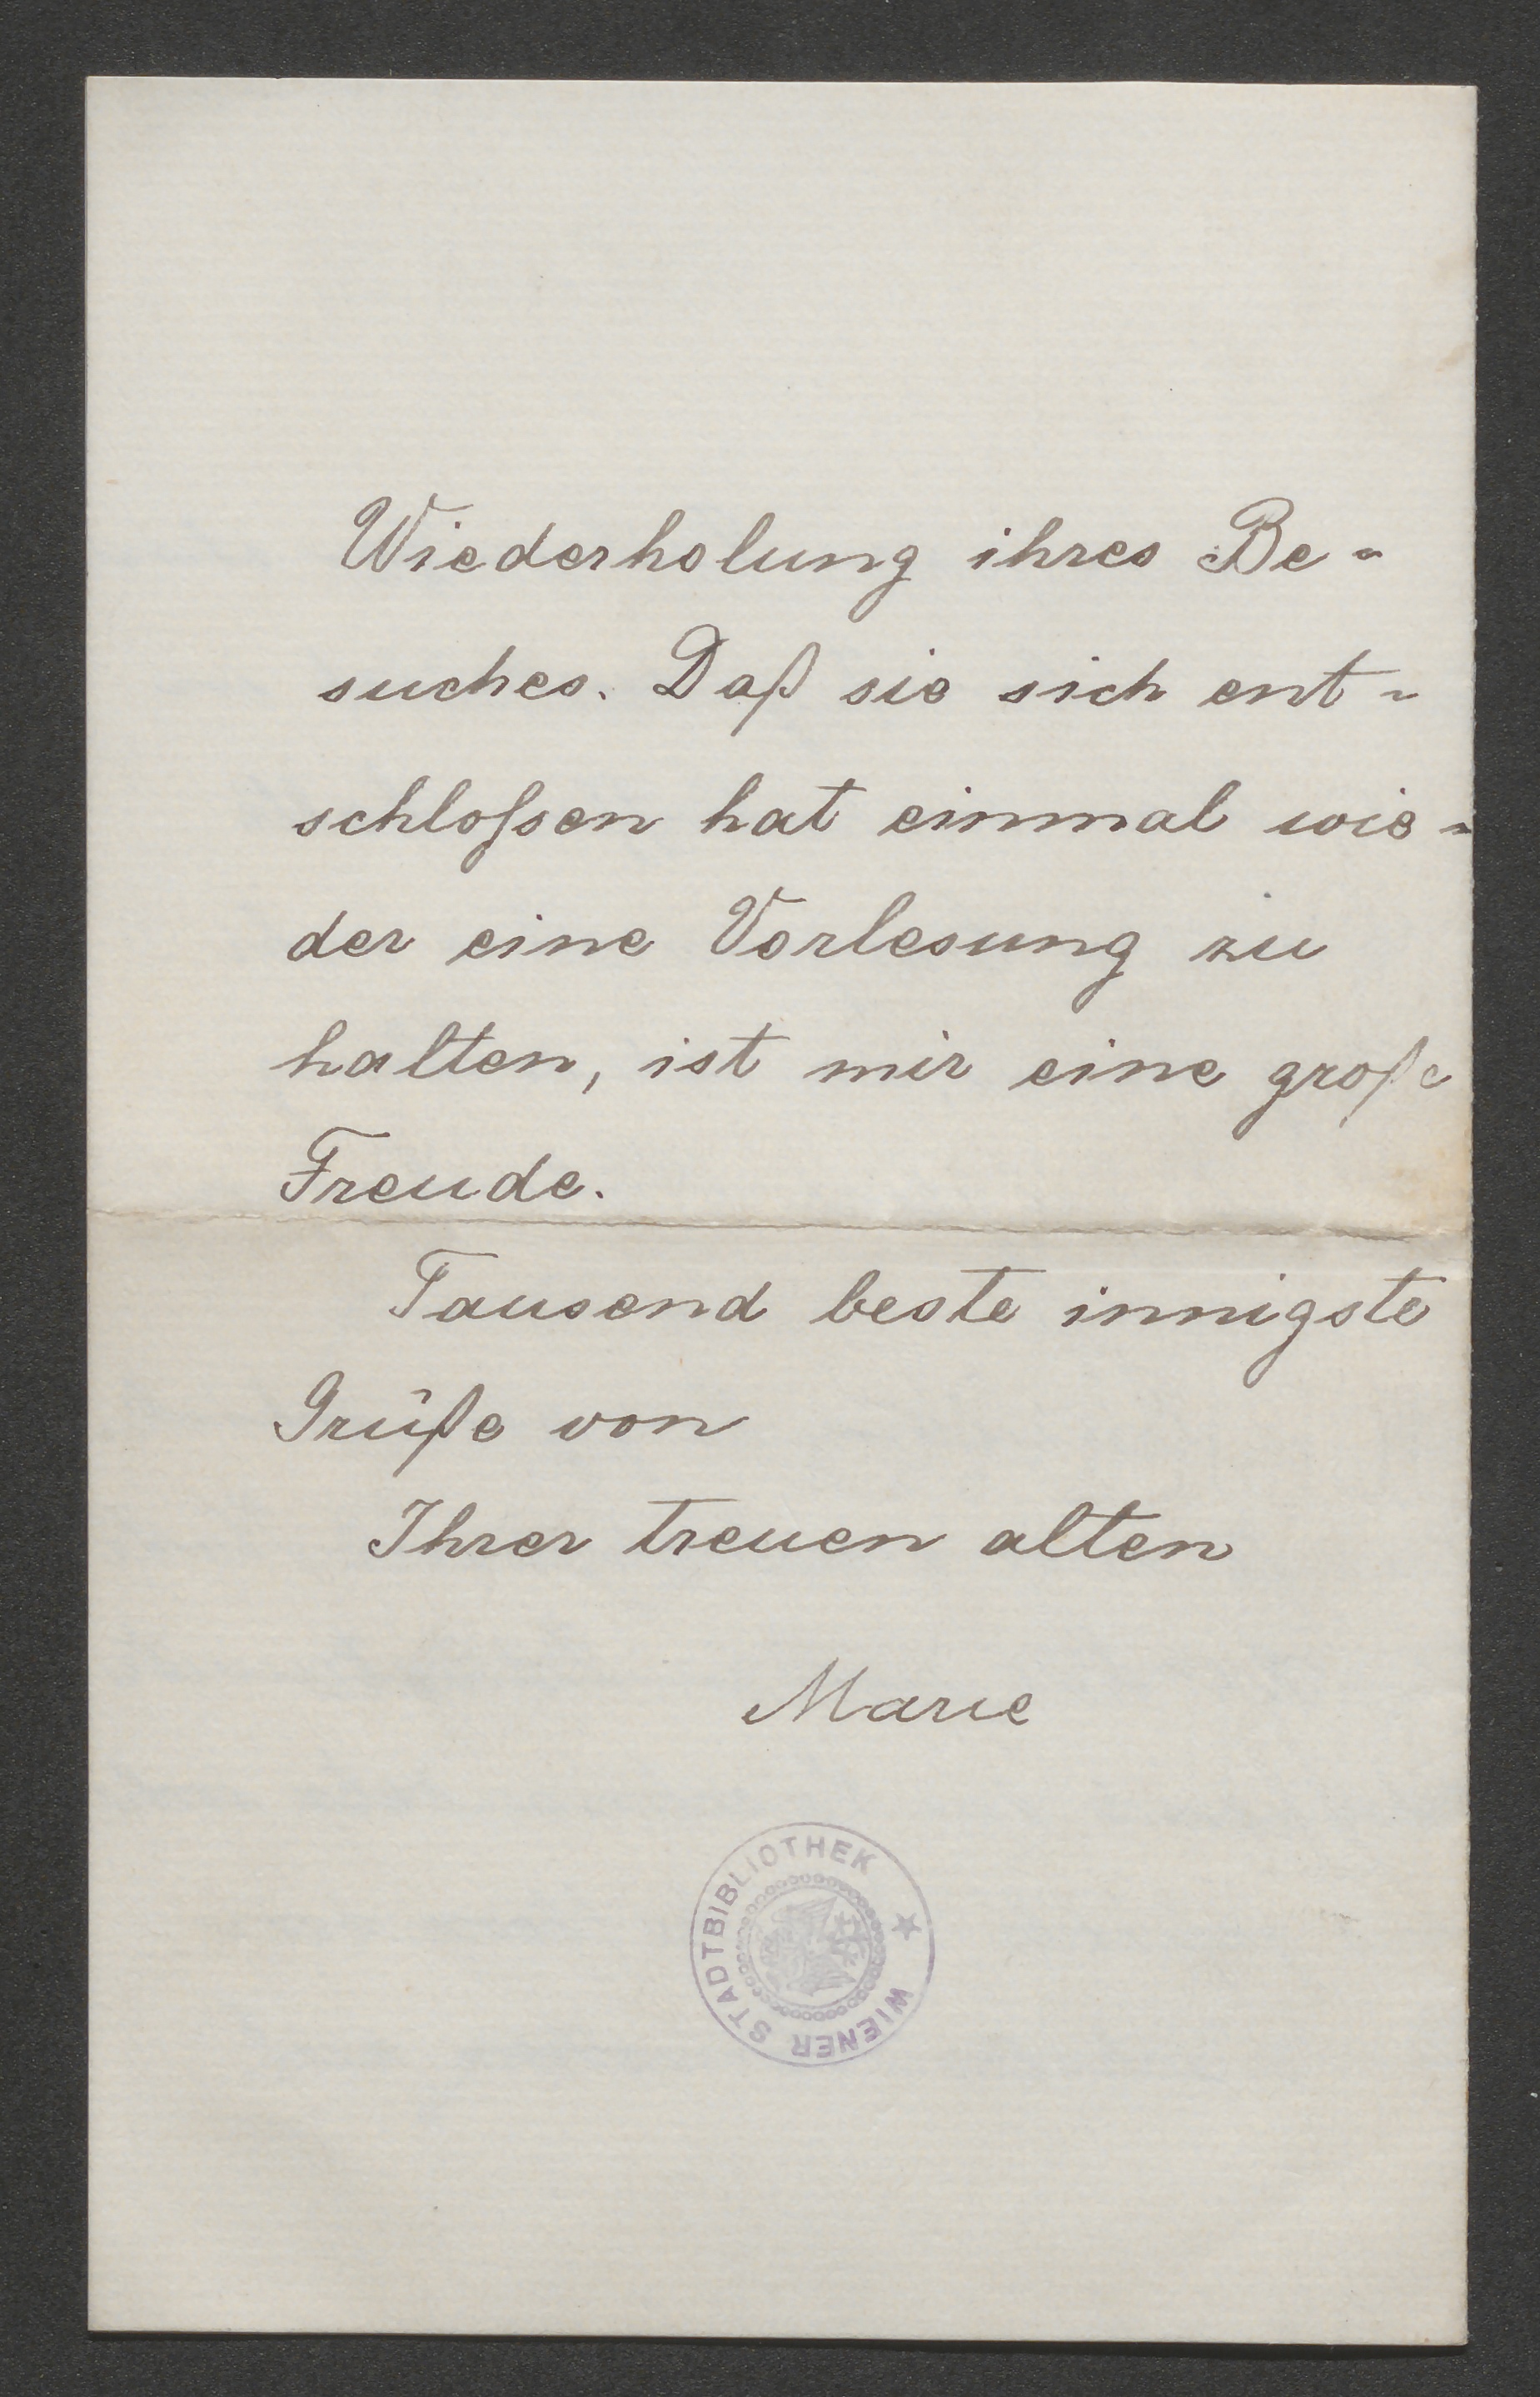 Wiederholung ihres Be-
suches. Daß sie sich ent-
schloſsen hat einmal wie-
der eine Vorlesung zu
halten, ist mir eine große
Freude.
Tausend beste innigste
Grüße von
Ihrer treuen alten
Marie
WIENER STADTBIBLIOTHEK ★